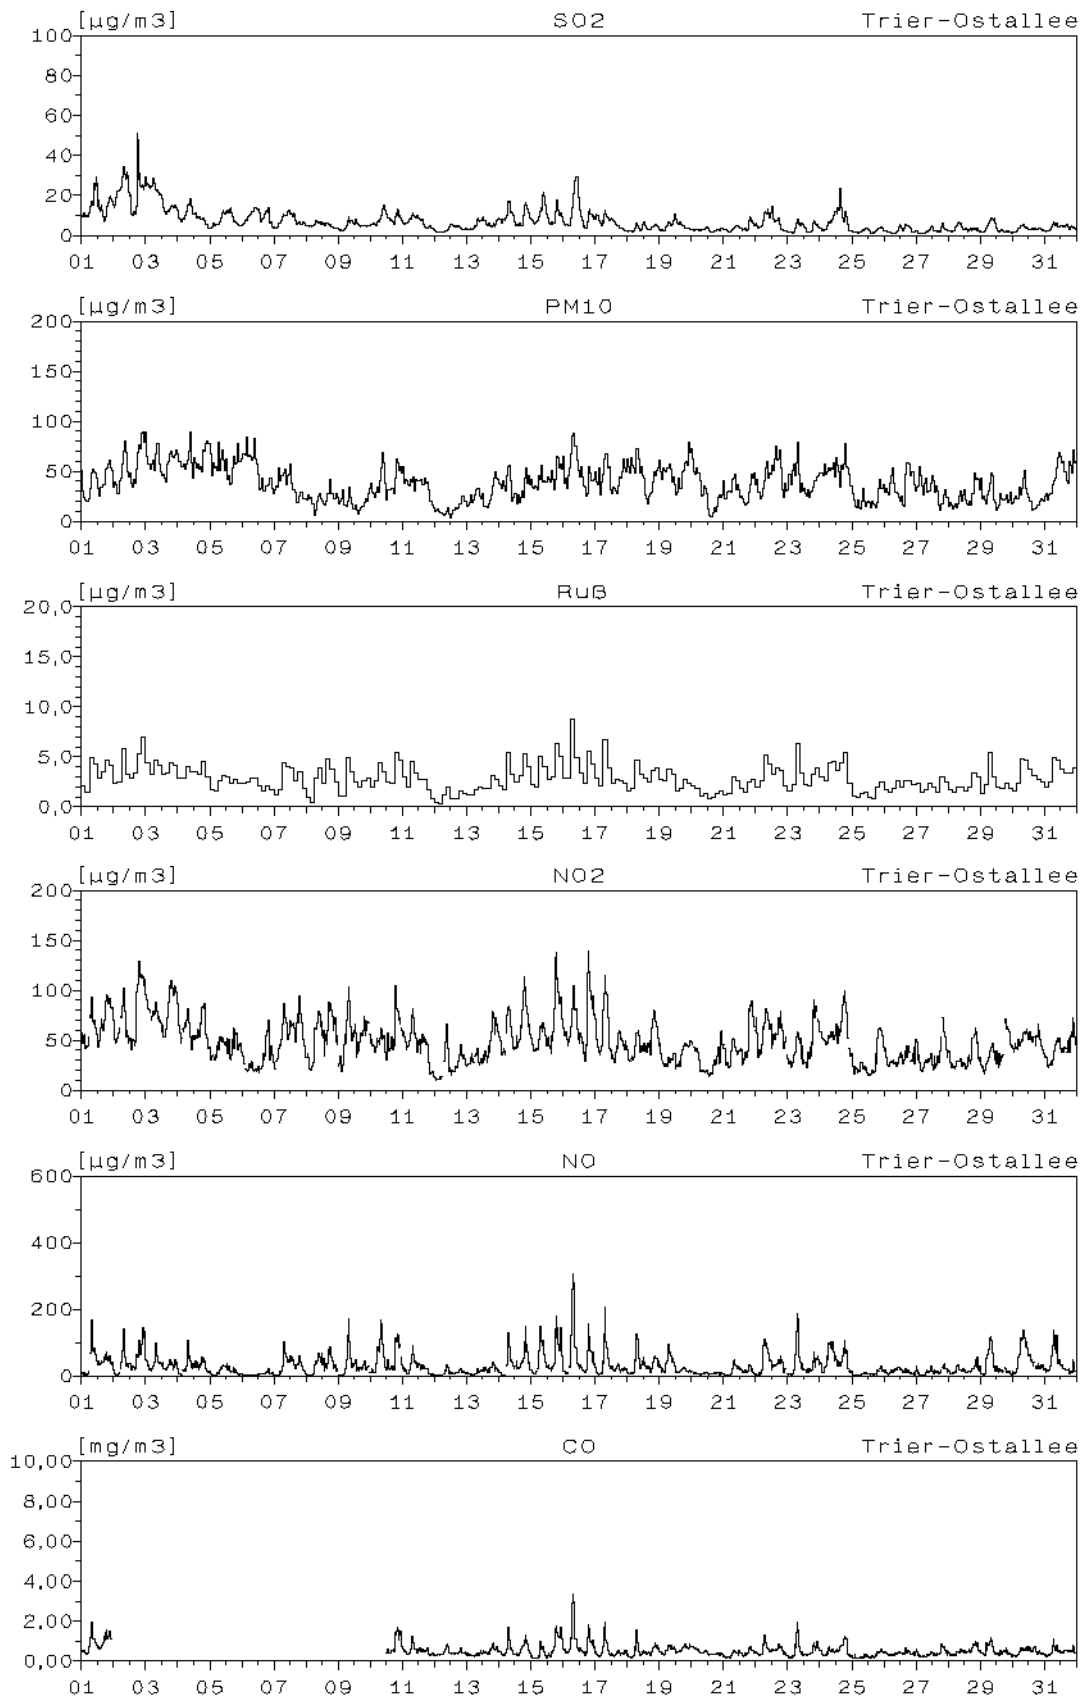 [µg/m3] SO2 Trier-Ostallee
100
80
60
40
20
0
01 03 05 07 09 11 13 15 17 19 21 23 25 27 29 31
[µg/m3] PM10 Trier-Ostallee
200
150
100
50
0
01 03 05 07 09 11 13 15 17 19 21 23 25 27 29 31
[µg/m3] Ruß Trier-Ostallee
20,0
15,0
10,0
5,0
0,0
01 03 05 07 09 11 13 15 17 19 21 23 25 27 29 31
[µg/m3] NO2 Trier-Ostallee
200
150
100
50
0
01 03 05 07 09 11 13 15 17 19 21 23 25 27 29 31
[µg/m3] NO Trier-Ostallee
600
400
200
0
01 03 05 07 09 11 13 15 17 19 21 23 25 27 29 31
[mg/m3] CO Trier-Ostallee
10,00
8,00
6,00
4,00
2,00
0,00
01 03 05 07 09 11 13 15 17 19 21 23 25 27 29 31